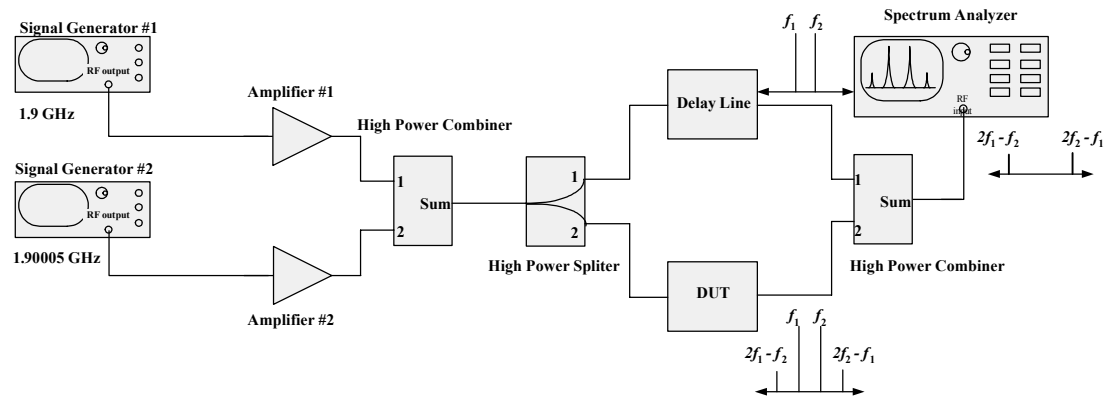 Signal Generator #1
RF output
1.9 GHz
Signal Generator #2
RF output
1.90005 GHz
Amplifier #1
Amplifier #2
High Power Combiner
1
Sum
2
1
2
High Power Spliter
Delay Line
DUT
f1 f2
Spectrum Analyzer
RF
input
2f1 - f2 2f2 - f1
1
Sum
2
High Power Combiner
f1 f2
2f1 - f2 2f2 - f1